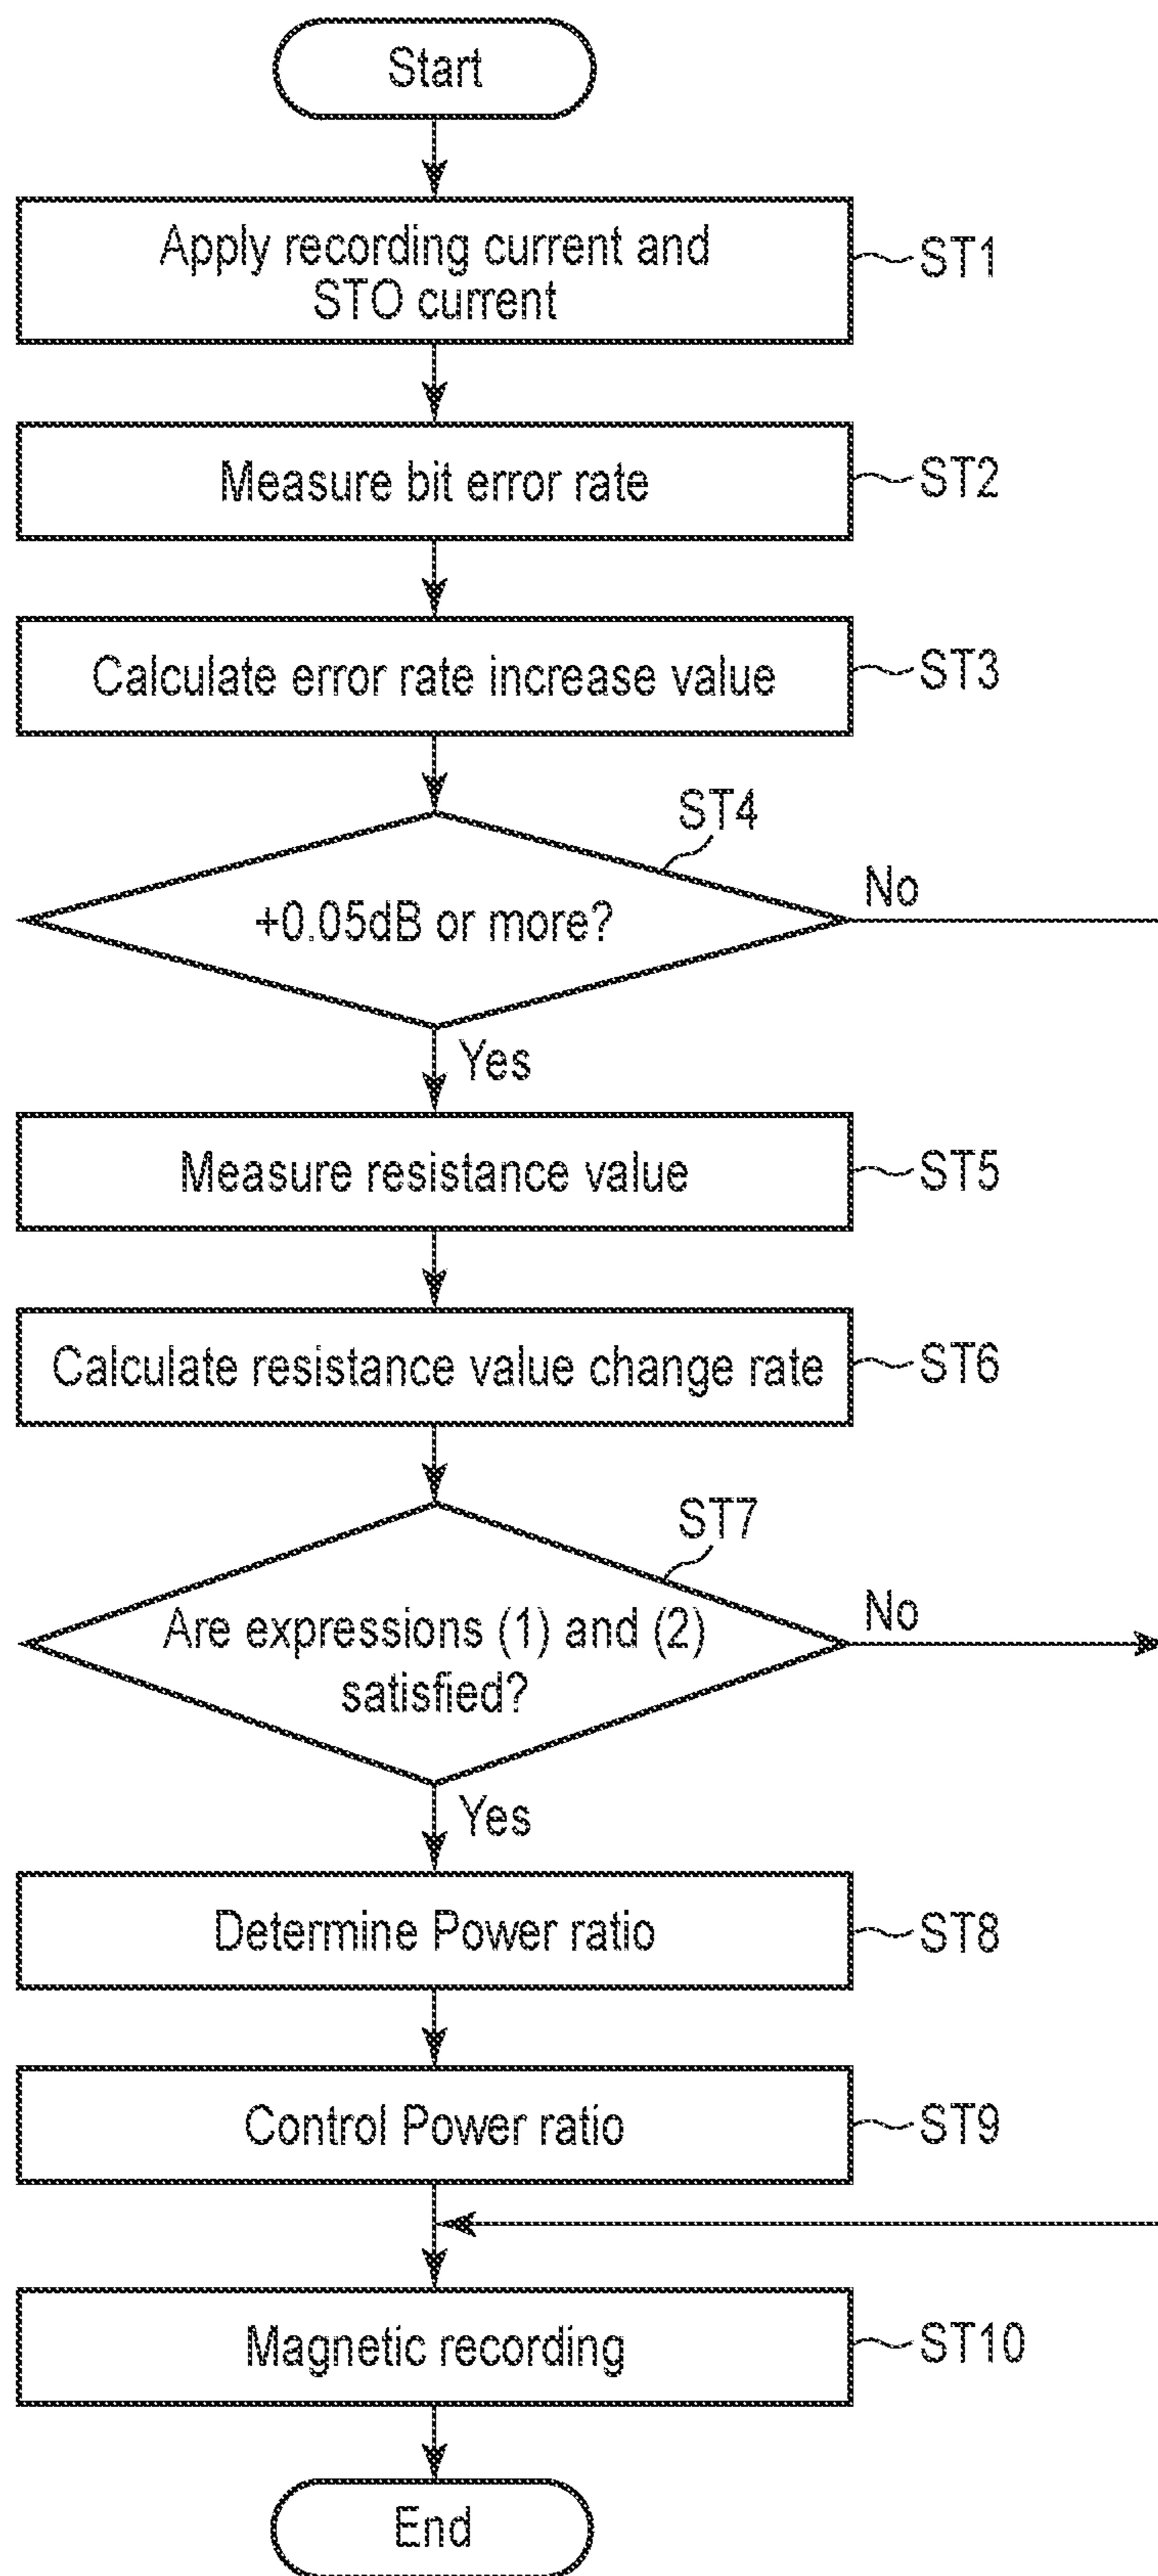 Start
Apply recording current and
STO current
ST1
Measure bit error rate
ST2
Calculate error rate increase value
ST3
ST4
+0.05dB or more?
No
Yes
Measure resistance value
ST5
Calculate resistance value change rate
ST6
ST7
Are expressions (1) and (2)
satisfied?
No
Yes
Determine Power ratio
ST8
Control Power ratio
ST9
Magnetic recording
ST10
End